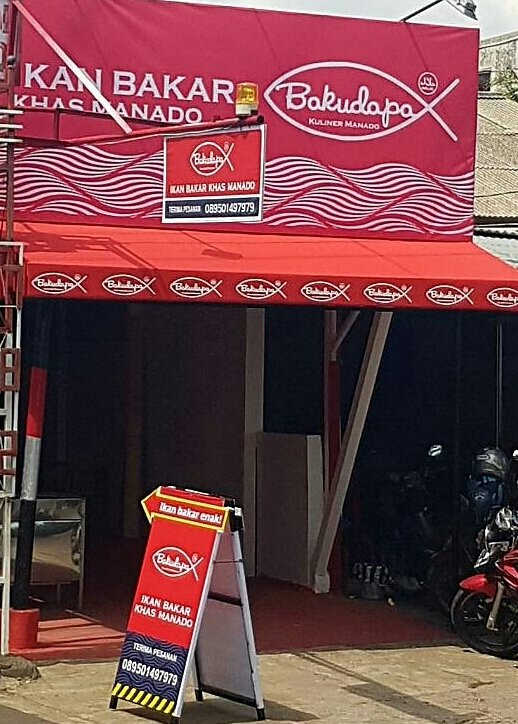 IKAN BAKAR
KHAS MANADO
Bakudapa
KULINER MANADO
Bakudapa
IKAN BAKAR KHAS MANADO
TERIMA PESANAN 089501497979
Bakudapa Bakudapa Bakudapa Bakudapa Bakudapa Bakudapa Bakudapa Bakudapa
Ikan bakar enak!
Bakudapa
IKAN BAKAR
KHAS MANADO
TERIMA PESANAN
089501497979